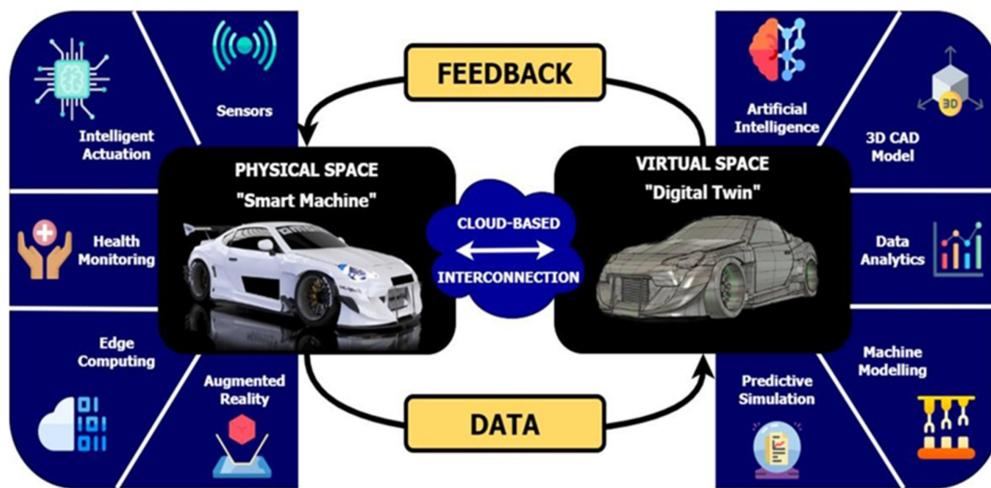 FEEDBACK
Sensors
Intelligent
Actuation
Health
Monitoring
Edge
Computing
Augmented
Reality
PHYSICAL SPACE
"Smart Machine"
CLOUD-BASED
INTERCONNECTION
VIRTUAL SPACE
"Digital Twin"
Artificial
Intelligence
3D
3D CAD
Model
Data
Analytics
Machine
Modelling
Predictive
Simulation
DATA